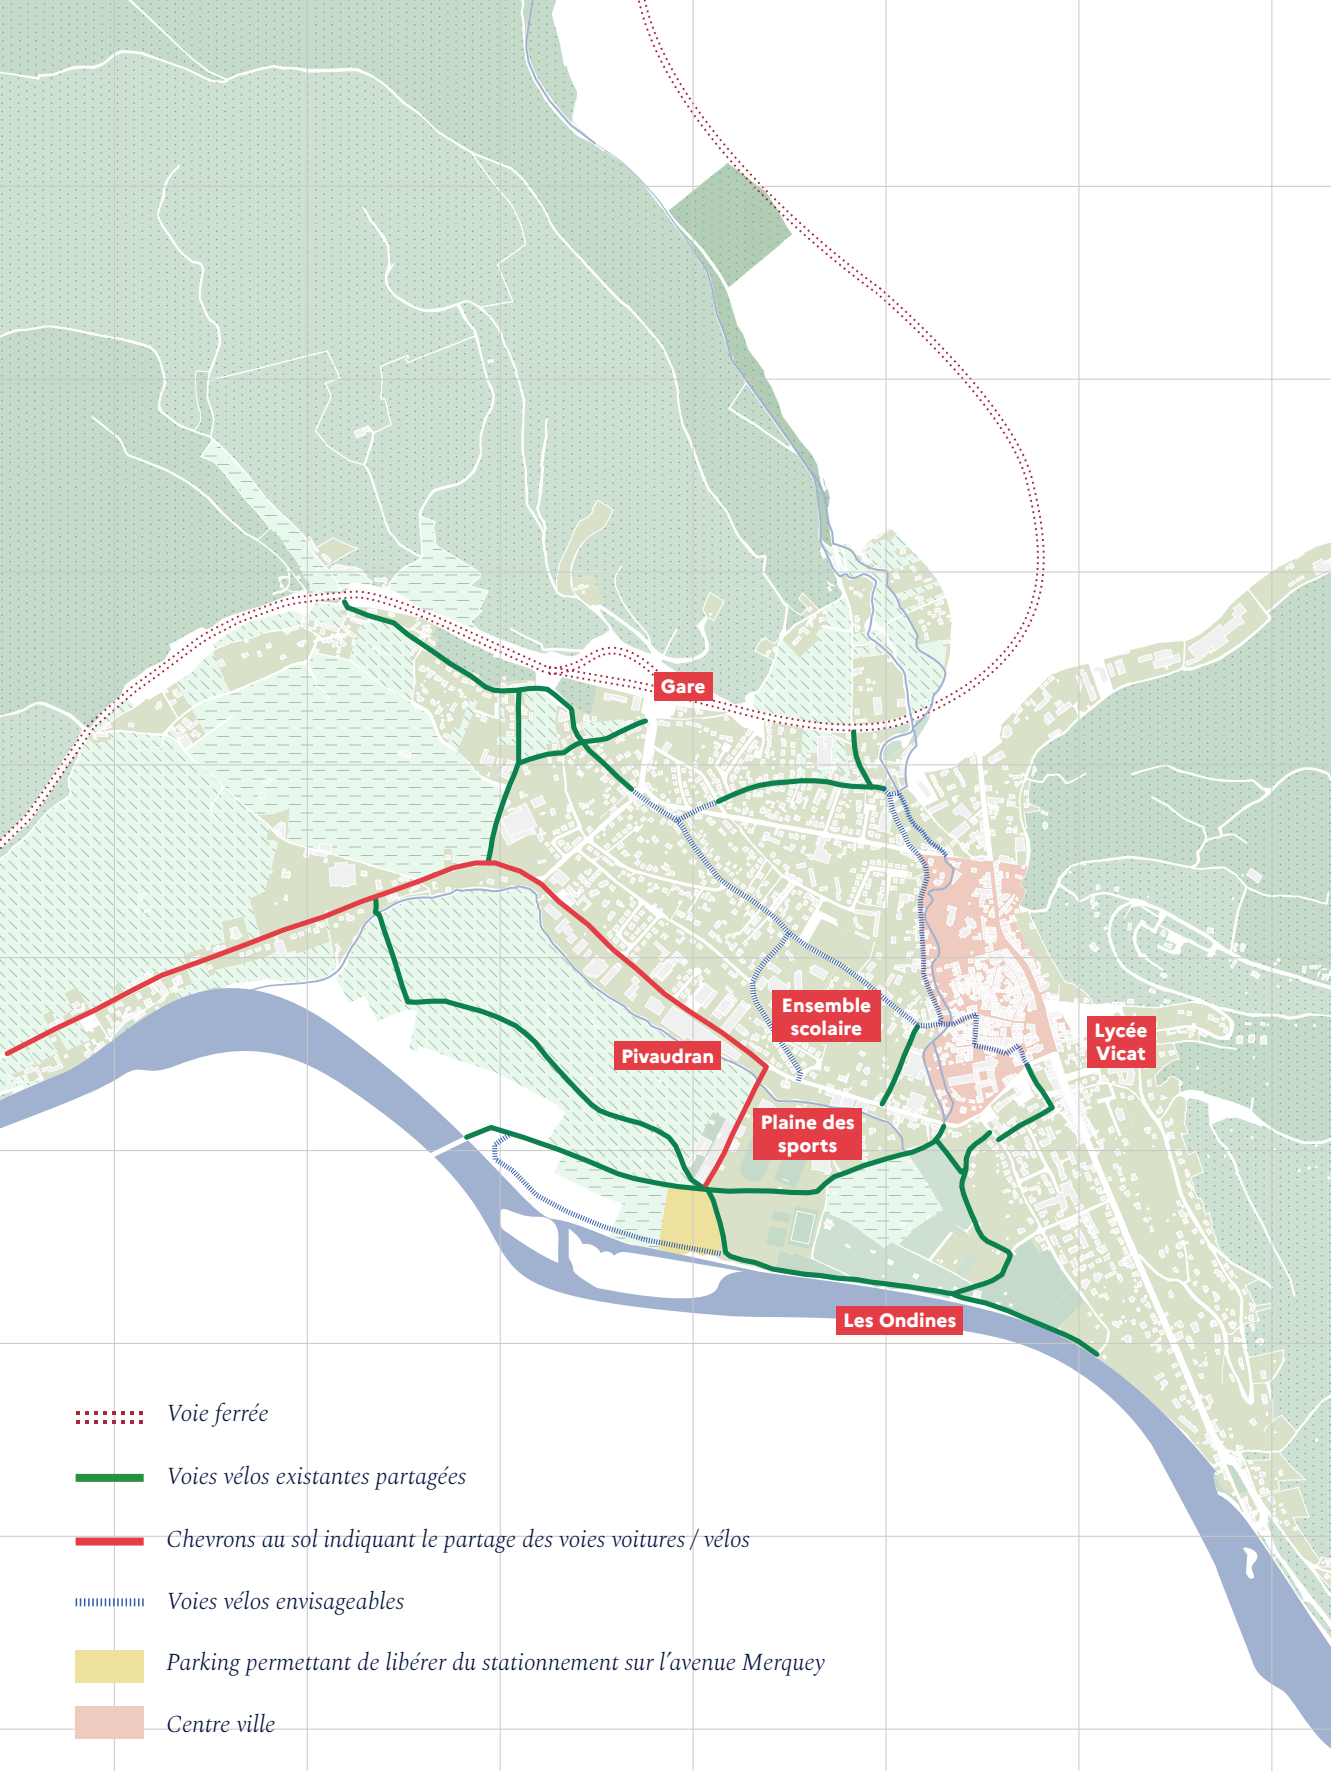 Gare
Ensemble
scolaire
Lycée
Vicat
Pivaudran
Plaine des
sports
Les Ondines
Voie ferrée
Voies vélos existantes partagées
Chevrons au sol indiquant le partage des voies voitures / vélos
Voies vélos envisageables
Parking permettant de libérer du stationnement sur l’avenue Merquey
Centre ville